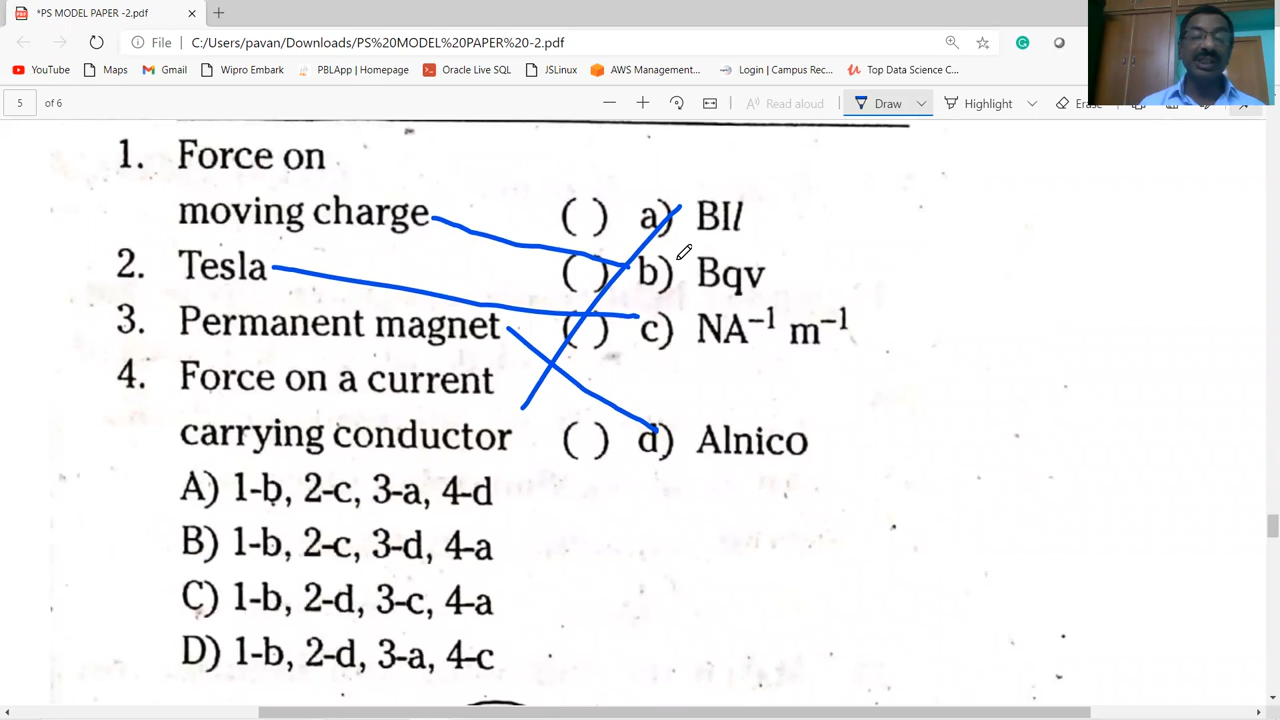 *PS MODEL PAPER -2.pdf
File C:/Users/pavan/Downloads/PS%20MODEL%20PAPER%20-2.pdf
YouTube Maps Gmail Wipro Embark PBLApp | Homepage Oracle Live SQL JSLinux AWS Management... Login | Campus Rec... Top Data Science C...
5 of 6 Read aloud Draw Highlight Erase
1. Force on
moving charge ( ) a) BIl
2. Tesla ( ) b) Bqv
3. Permanent magnet ( ) c) NA⁻¹ m⁻¹
4. Force on a current
carrying conductor ( ) d) Alnico
A) 1-b, 2-c, 3-a, 4-d
B) 1-b, 2-c, 3-d, 4-a
C) 1-b, 2-d, 3-c, 4-a
D) 1-b, 2-d, 3-a, 4-c